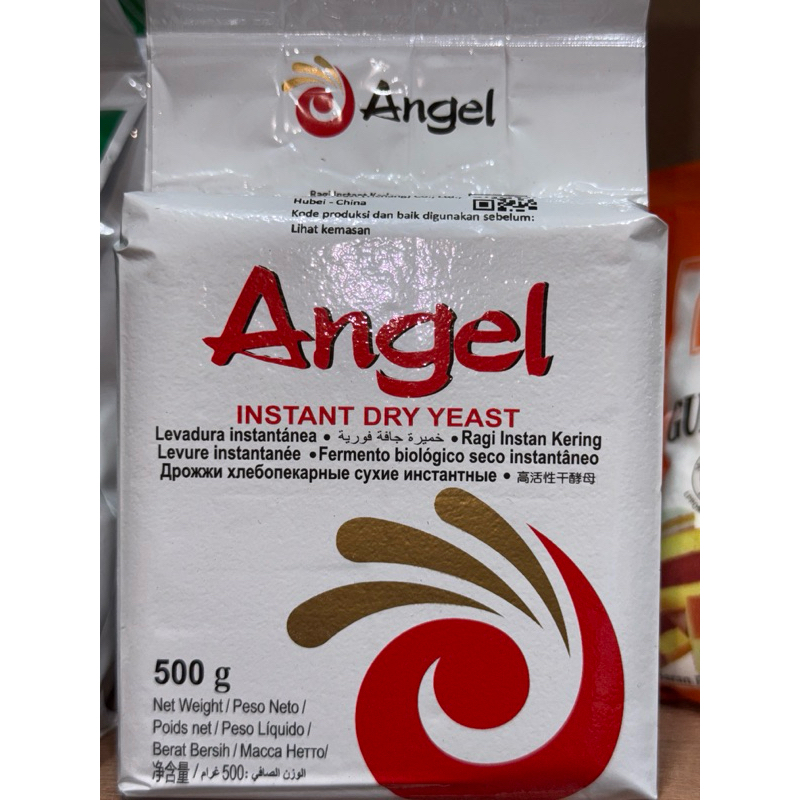 Angel
Hubei - China
Kode produksi dan baik digunakan sebelum:
Lihat kemasan
Angel
INSTANT DRY YEAST
Levadura instantánea • خميرة جافة فورية • Ragi Instan Kering
Levure instantanée • Fermento biológico seco instantâneo
Дрожжи хлебопекарные сухие инстантные • 高活性干酵母
500 g
Net Weight / Peso Neto /
Poids net / Peso Líquido /
Berat Bersih / Масса Нетто/
净含量 / الوزن الصافي :500 غرام